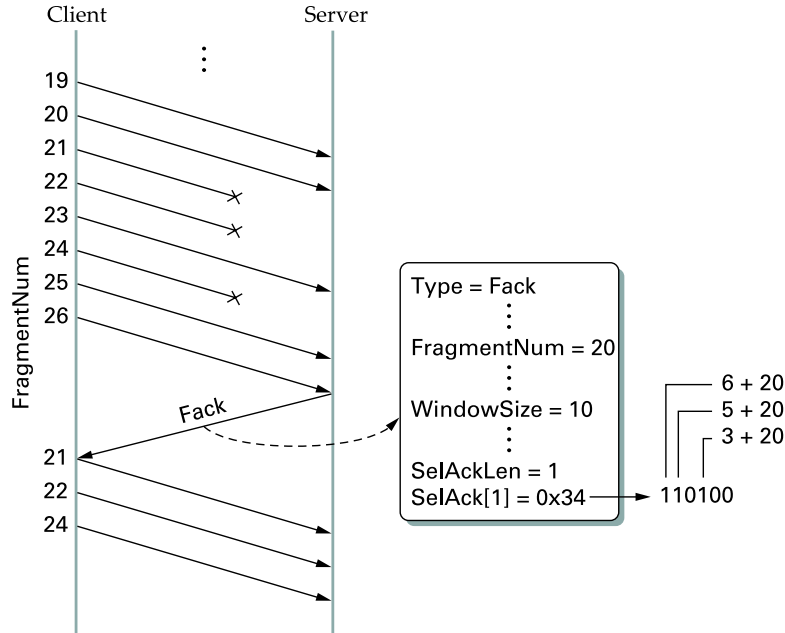 Client
Server
19
20
21
22
23
24
25
26
FragmentNum
Fack
21
22
24
Type = Fack
FragmentNum = 20
WindowSize = 10
SelAckLen = 1
SelAck[1] = 0x34
6 + 20
5 + 20
3 + 20
110100